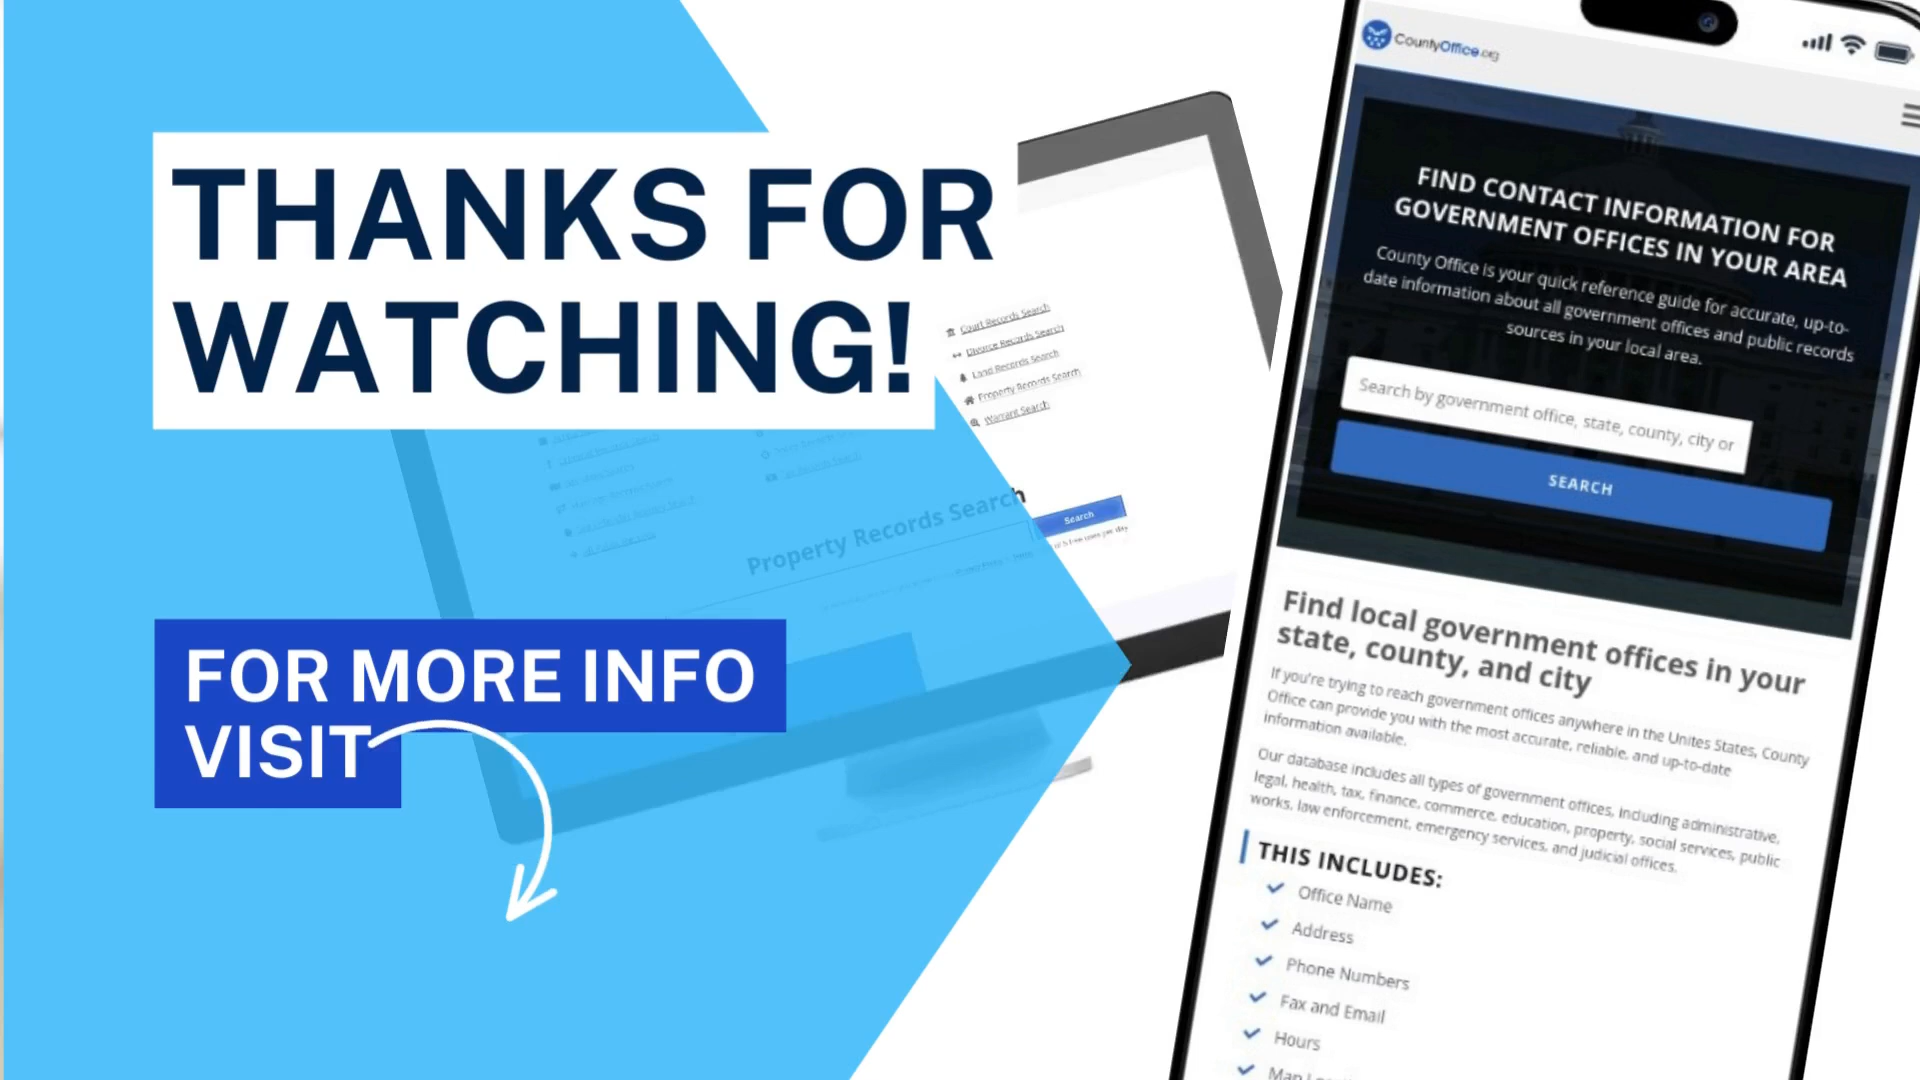 THANKS FOR
WATCHING!
FOR MORE INFO
VISIT
Court Records Search
Divorce Records Search
Land Records Search
Property Records Search
Warrant Search
Property Records Search
Search
CountyOffice.org
FIND CONTACT INFORMATION FOR
GOVERNMENT OFFICES IN YOUR AREA
County Office is your quick reference guide for accurate, up-to-
date information about all government offices and public records
sources in your local area.
Search by government office, state, county, city or
SEARCH
Find local government offices in your
state, county, and city
If you're trying to reach government offices anywhere in the Unites States, County
Office can provide you with the most accurate, reliable, and up-to-date
information available.
Our database includes all types of government offices, including administrative,
legal, health, tax, finance, commerce, education, property, social services, public
works, law enforcement, emergency services, and judicial offices.
THIS INCLUDES:
Office Name
Address
Phone Numbers
Fax and Email
Hours